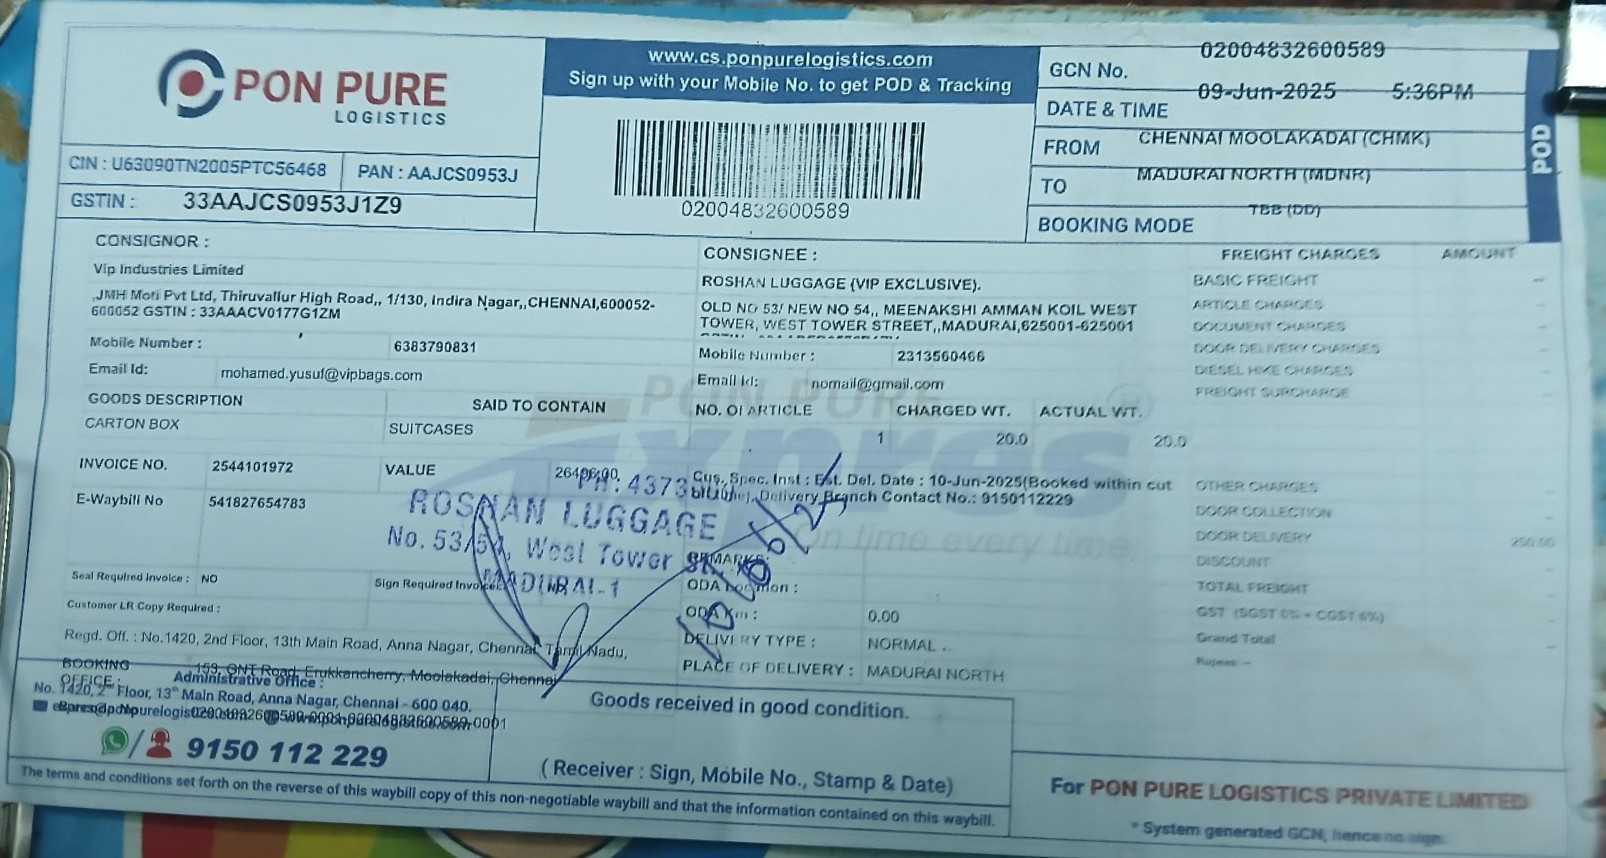 PON PURE
LOGISTICS
www.cs.ponpurelogistics.com
Sign up with your Mobile No. to get POD & Tracking
02004832600589
GCN No. 02004832600589
DATE & TIME 09-Jun-2025 5:36PM
FROM CHENNAI MOOLAKADAI (CHMK)
TO MADURAI NORTH (MDNR)
BOOKING MODE TBB (DD)
POD
CIN : U63090TN2005PTC56468 PAN : AAJCS0953J
GSTIN : 33AAJCS0953J1Z9
CONSIGNOR :
Vip Industries Limited
,JMH Moti Pvt Ltd, Thiruvallur High Road,, 1/130, Indira Nagar,,CHENNAI,600052-
600052 GSTIN : 33AAACV0177G1ZM
Mobile Number : 6383790831
Email Id: mohamed.yusuf@vipbags.com
CONSIGNEE :
ROSHAN LUGGAGE (VIP EXCLUSIVE).
OLD NO 53/ NEW NO 54,, MEENAKSHI AMMAN KOIL WEST
TOWER, WEST TOWER STREET,,MADURAI,625001-625001
Mobile Number : 2313560466
Email Id: nomail@gmail.com
FREIGHT CHARGES AMOUNT
BASIC FREIGHT
ARTICLE CHARGES
DOCUMENT CHARGES
DOOR DELIVERY CHARGES
DIESEL HIKE CHARGES
FREIGHT SURCHARGE
GOODS DESCRIPTION SAID TO CONTAIN NO. OF ARTICLE CHARGED WT. ACTUAL WT.
CARTON BOX SUITCASES 1 20.0 20.0
PON PURE
Expres
On time every time.
INVOICE NO. 2544101972 VALUE
E-Waybill No 541827654783
Cus. Spec. Inst : Est. Del. Date : 10-Jun-2025(Booked within cut
Delivery Branch Contact No.: 9150112229
OTHER CHARGES
DOOR COLLECTION
DOOR DELIVERY 250.00
DISCOUNT
TOTAL FREIGHT
GST (SGST 6% + CGST 6%)
Grand Total
Rupees :-
PH: 4373
ROSHAN LUGGAGE
No. 53/54, West Tower St.
MADURAI-1
10/06/25
Seal Required Invoice : NO Sign Required Invoice:
Customer LR Copy Required :
REMARKS:
ODA Location :
ODA Km : 0.00
DELIVERY TYPE : NORMAL
PLACE OF DELIVERY : MADURAI NORTH
Regd. Off. : No.1420, 2nd Floor, 13th Main Road, Anna Nagar, Chennai, Tamil Nadu,
BOOKING
OFFICE : 153, GNT Road, Erukkancherry, Moolakadai, Chennai
Administrative Office :
No. 1420, 2nd Floor, 13th Main Road, Anna Nagar, Chennai - 600 040.
9150 112 229
Goods received in good condition.
( Receiver : Sign, Mobile No., Stamp & Date)
The terms and conditions set forth on the reverse of this waybill copy of this non-negotiable waybill and that the information contained on this waybill.
For PON PURE LOGISTICS PRIVATE LIMITED
* System generated GCN, hence no sign.